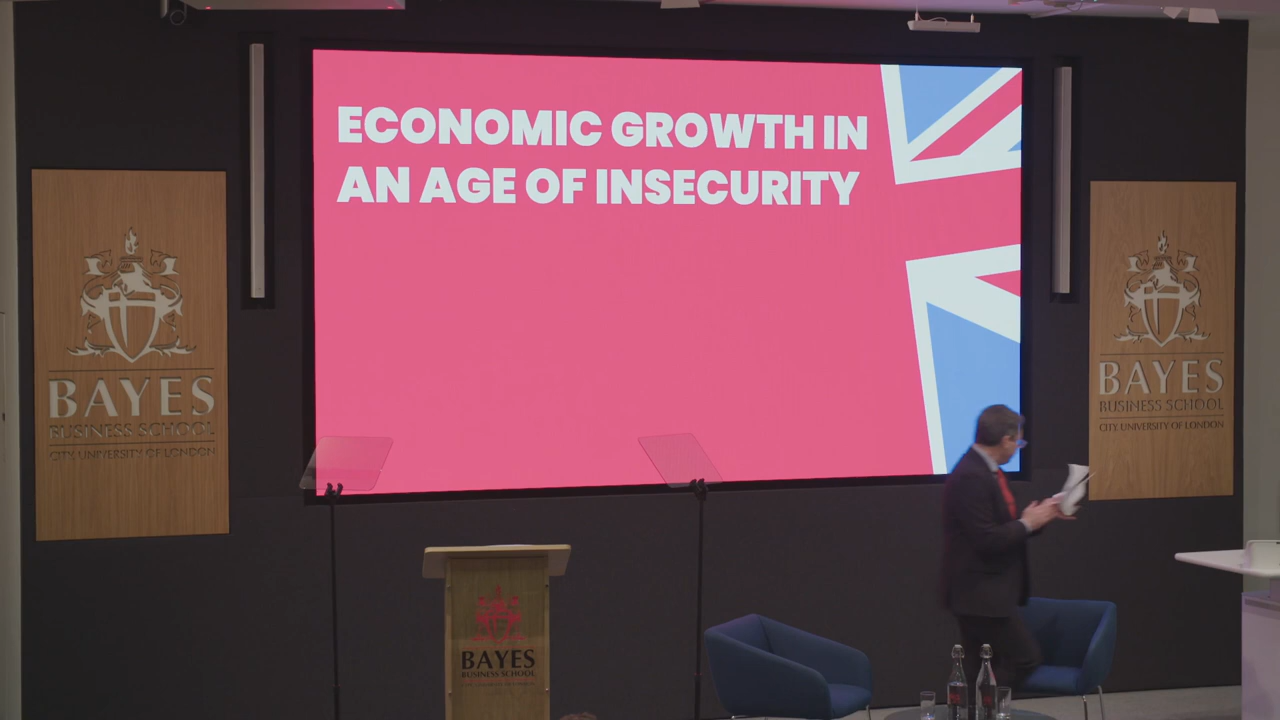 ECONOMIC GROWTH IN
AN AGE OF INSECURITY
BAYES
BUSINESS SCHOOL
CITY, UNIVERSITY OF LONDON
BAYES
BUSINESS SCHOOL
CITY, UNIVERSITY OF LONDON
BAYES
BUSINESS SCHOOL